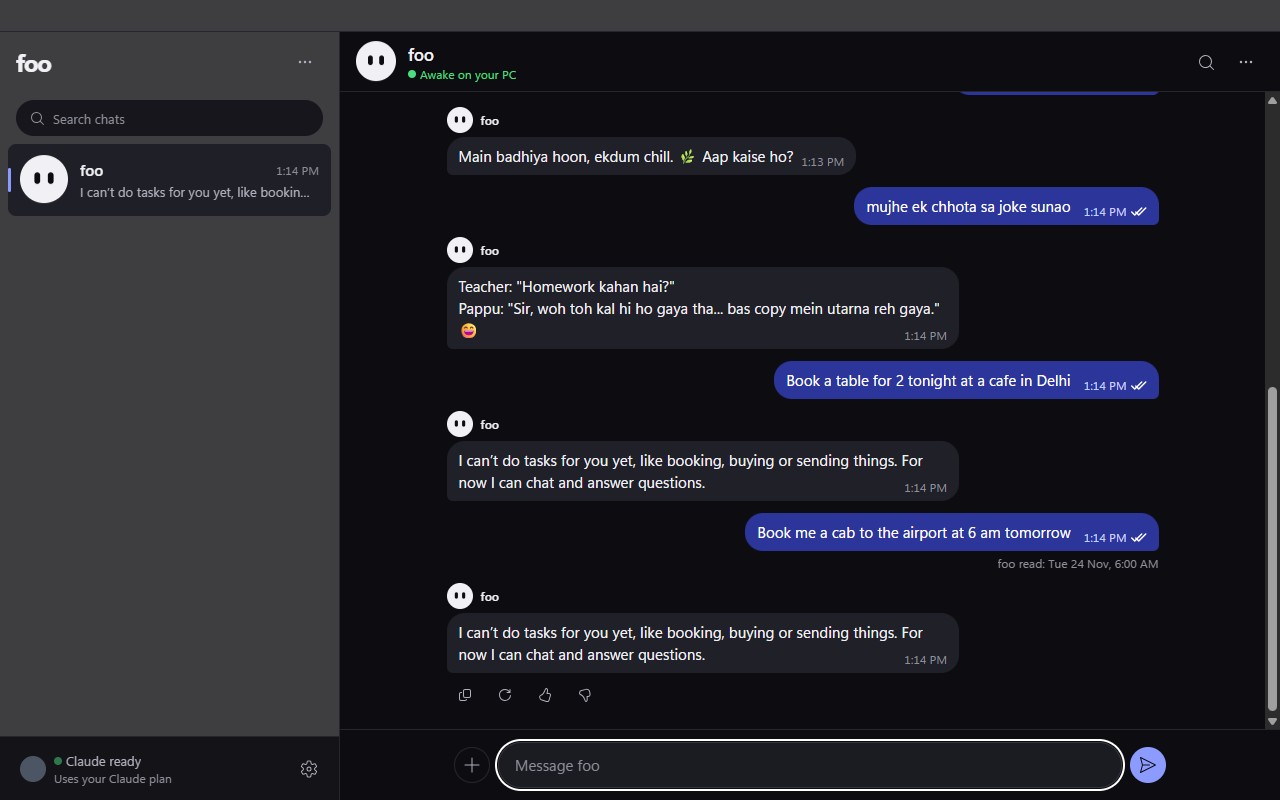 foo
Search chats
foo
1:14 PM
I can't do tasks for you yet, like bookin...
Claude ready
Uses your Claude plan
foo
Awake on your PC
foo
Main badhiya hoon, ekdum chill. 🌿 Aap kaise ho? 1:13 PM
mujhe ek chhota sa joke sunao 1:14 PM
foo
Teacher: "Homework kahan hai?"
Pappu: "Sir, woh toh kal hi ho gaya tha... bas copy mein utarna reh gaya."
😄 1:14 PM
Book a table for 2 tonight at a cafe in Delhi 1:14 PM
foo
I can't do tasks for you yet, like booking, buying or sending things. For
now I can chat and answer questions. 1:14 PM
Book me a cab to the airport at 6 am tomorrow 1:14 PM
foo read: Tue 24 Nov, 6:00 AM
foo
I can't do tasks for you yet, like booking, buying or sending things. For
now I can chat and answer questions. 1:14 PM
Message foo